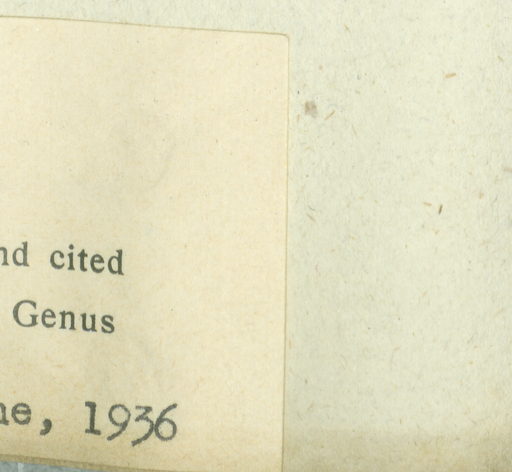 nd cited
Genus
ne, 1936